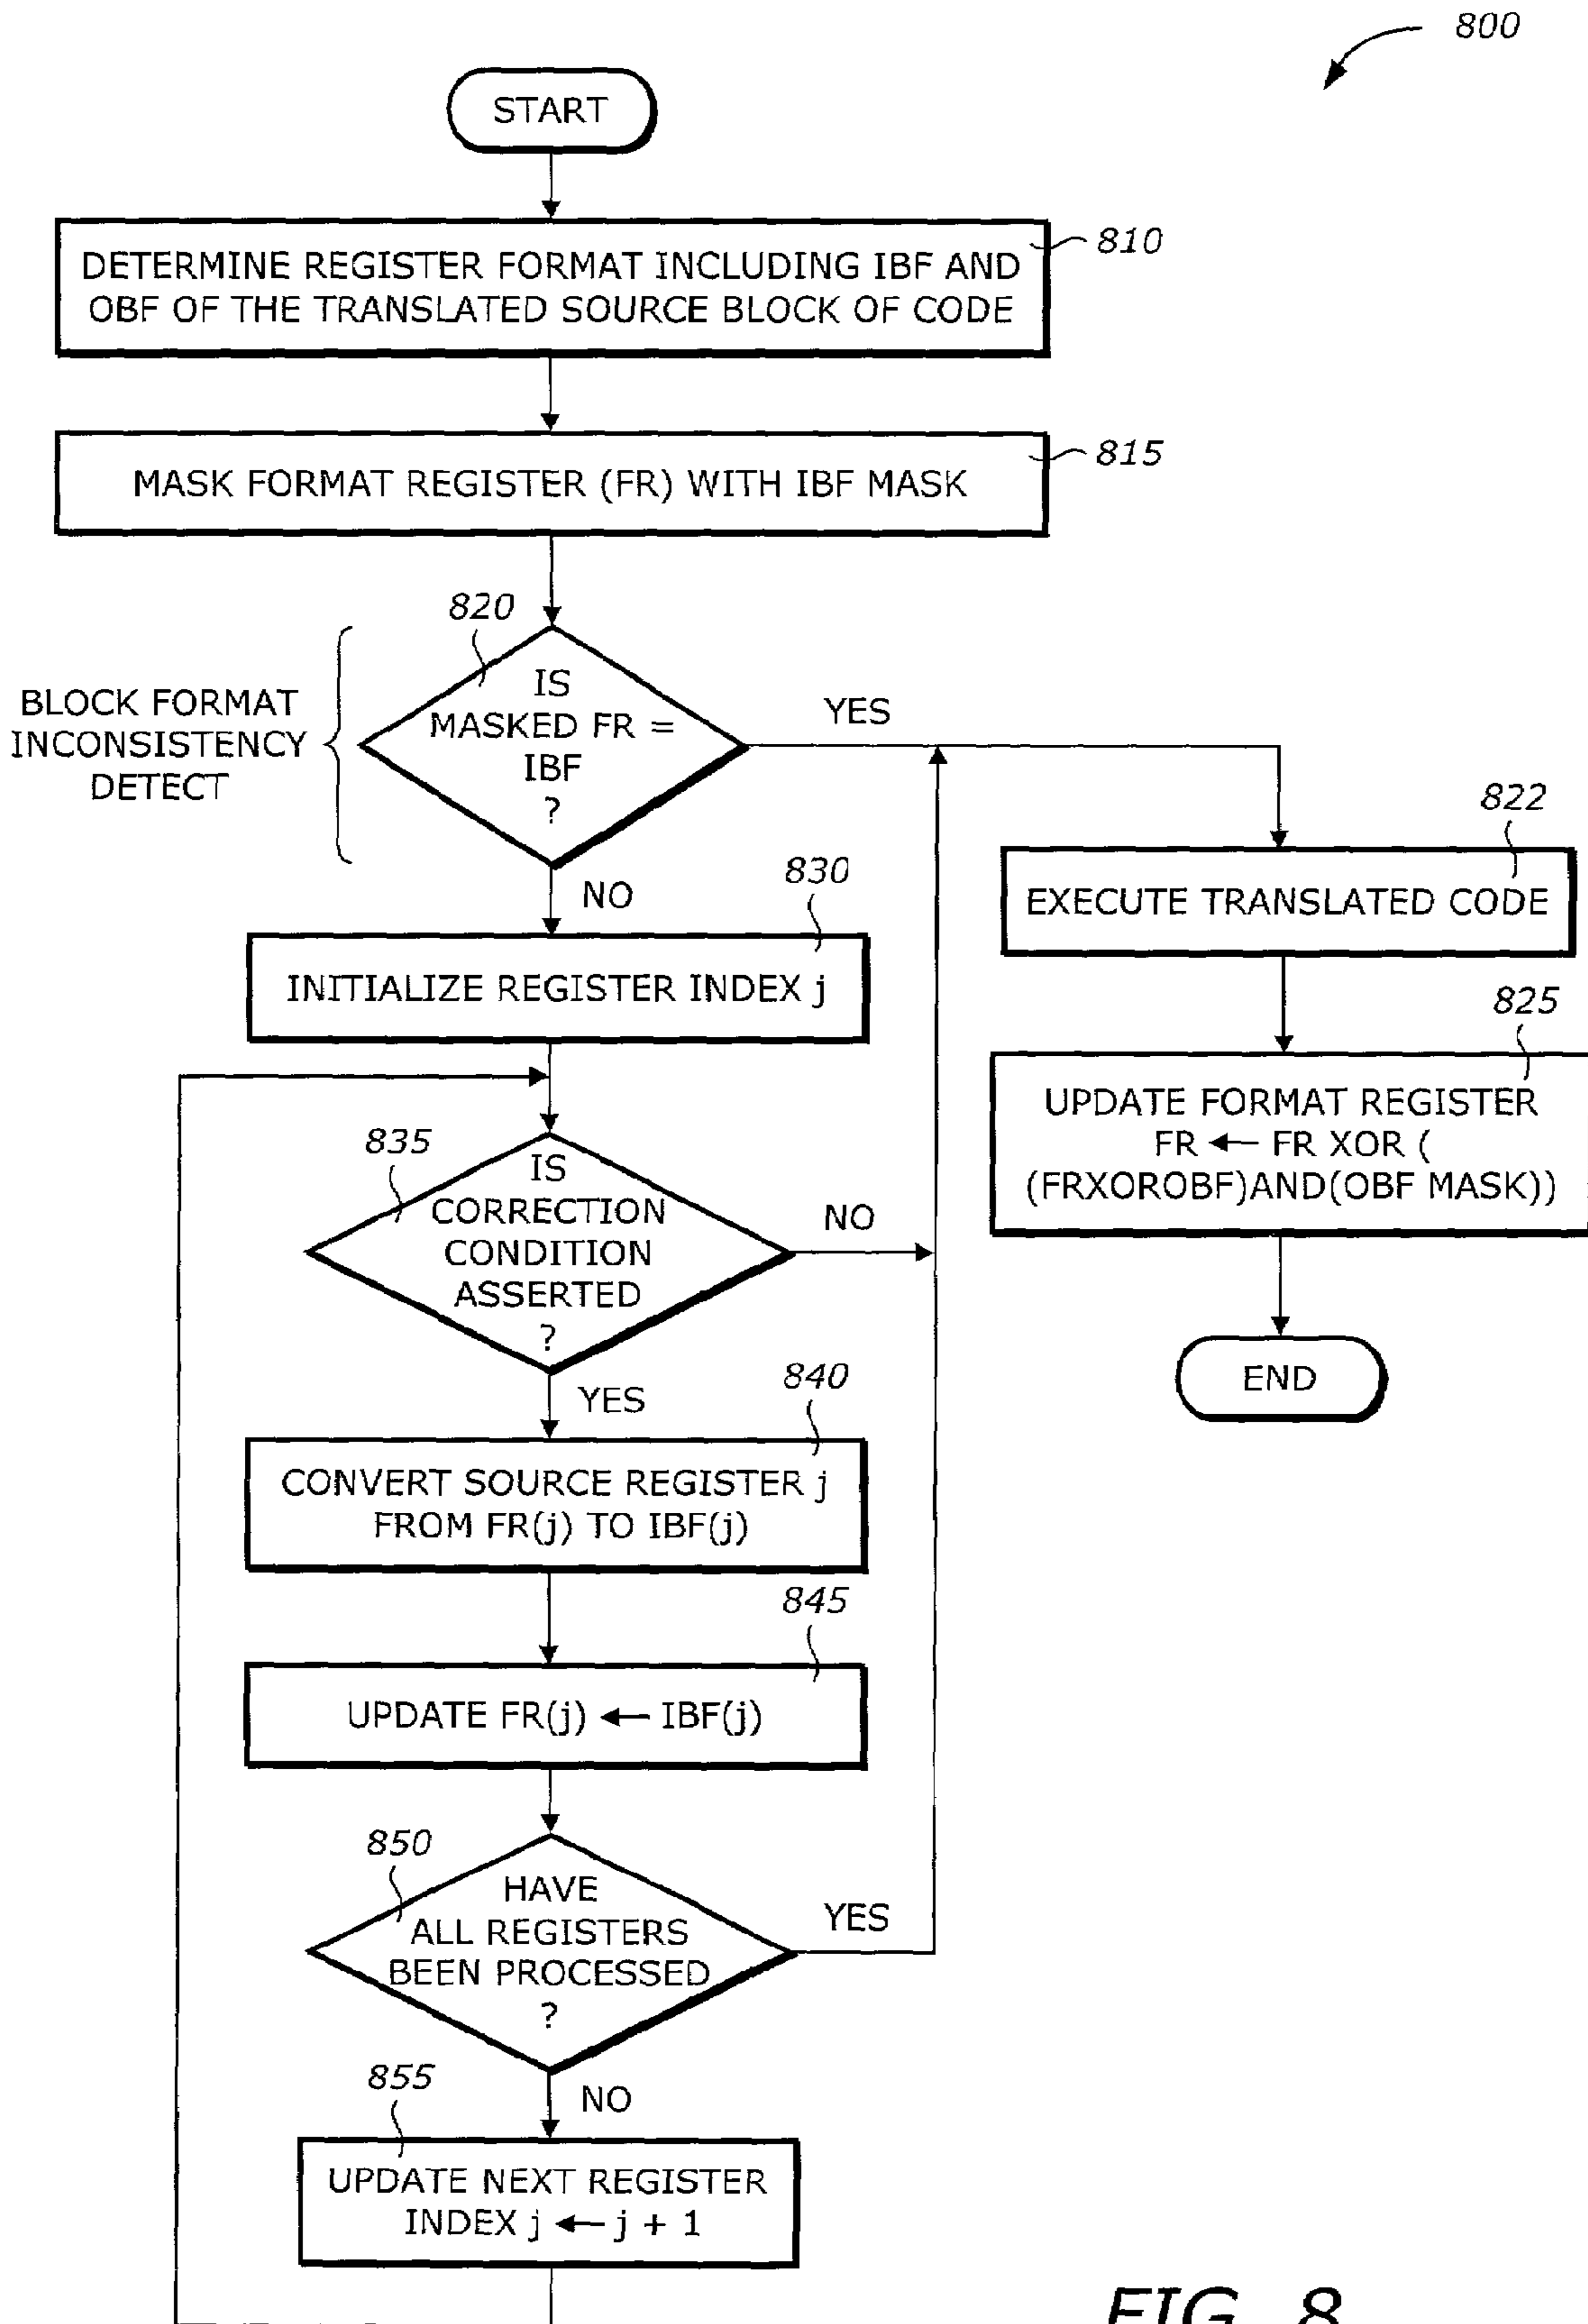 800
START
DETERMINE REGISTER FORMAT INCLUDING IBF AND
OBF OF THE TRANSLATED SOURCE BLOCK OF CODE
810
MASK FORMAT REGISTER (FR) WITH IBF MASK
815
820
BLOCK FORMAT
INCONSISTENCY
DETECT
IS
MASKED FR =
IBF
?
YES
NO
822
EXECUTE TRANSLATED CODE
830
INITIALIZE REGISTER INDEX j
825
UPDATE FORMAT REGISTER
FR ← FR XOR (
(FRXOROBF)AND(OBF MASK))
END
835
IS
CORRECTION
CONDITION
ASSERTED
?
NO
YES
840
CONVERT SOURCE REGISTER j
FROM FR(j) TO IBF(j)
845
UPDATE FR(j) ← IBF(j)
850
HAVE
ALL REGISTERS
BEEN PROCESSED
?
YES
NO
855
UPDATE NEXT REGISTER
INDEX j ← j + 1
FIG. 8